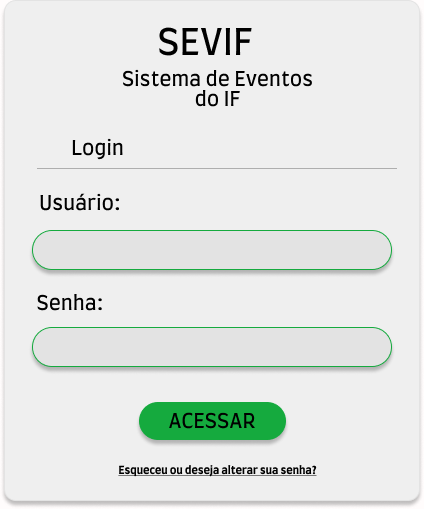 SEVIF
Sistema de Eventos
do IF
Login
Usuário:
Senha:
ACESSAR
Esqueceu ou deseja alterar sua senha?